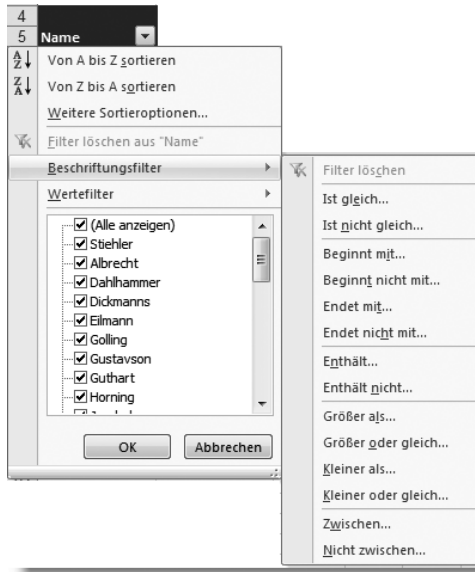 4
5 Name
Von A bis Z sortieren
Von Z bis A sortieren
Weitere Sortieroptionen...
Filter löschen aus "Name"
Beschriftungsfilter
Wertefilter
(Alle anzeigen)
Stiehler
Albrecht
Dahlhammer
Dickmanns
Eilmann
Golling
Gustavson
Guthart
Horning
OK Abbrechen
Filter löschen
Ist gleich...
Ist nicht gleich...
Beginnt mit...
Beginnt nicht mit...
Endet mit...
Endet nicht mit...
Enthält...
Enthält nicht...
Größer als...
Größer oder gleich...
Kleiner als...
Kleiner oder gleich...
Zwischen...
Nicht zwischen...